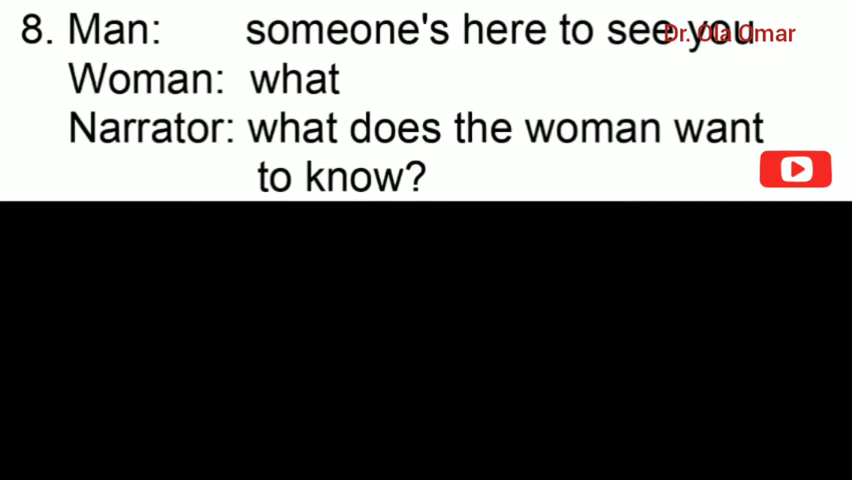 8. Man: someone's here to see you
Dr. Ola Omar
Woman: what
Narrator: what does the woman want
to know?